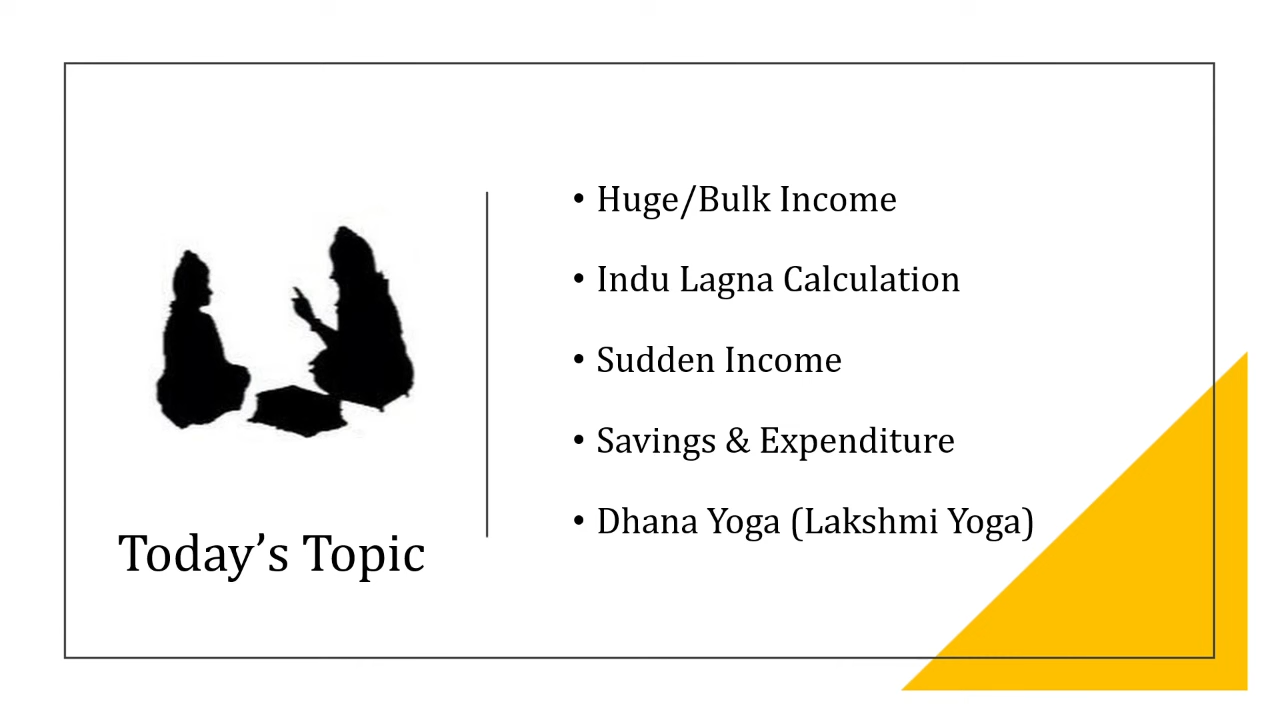 Today’s Topic
• Huge/Bulk Income
• Indu Lagna Calculation
• Sudden Income
• Savings & Expenditure
• Dhana Yoga (Lakshmi Yoga)